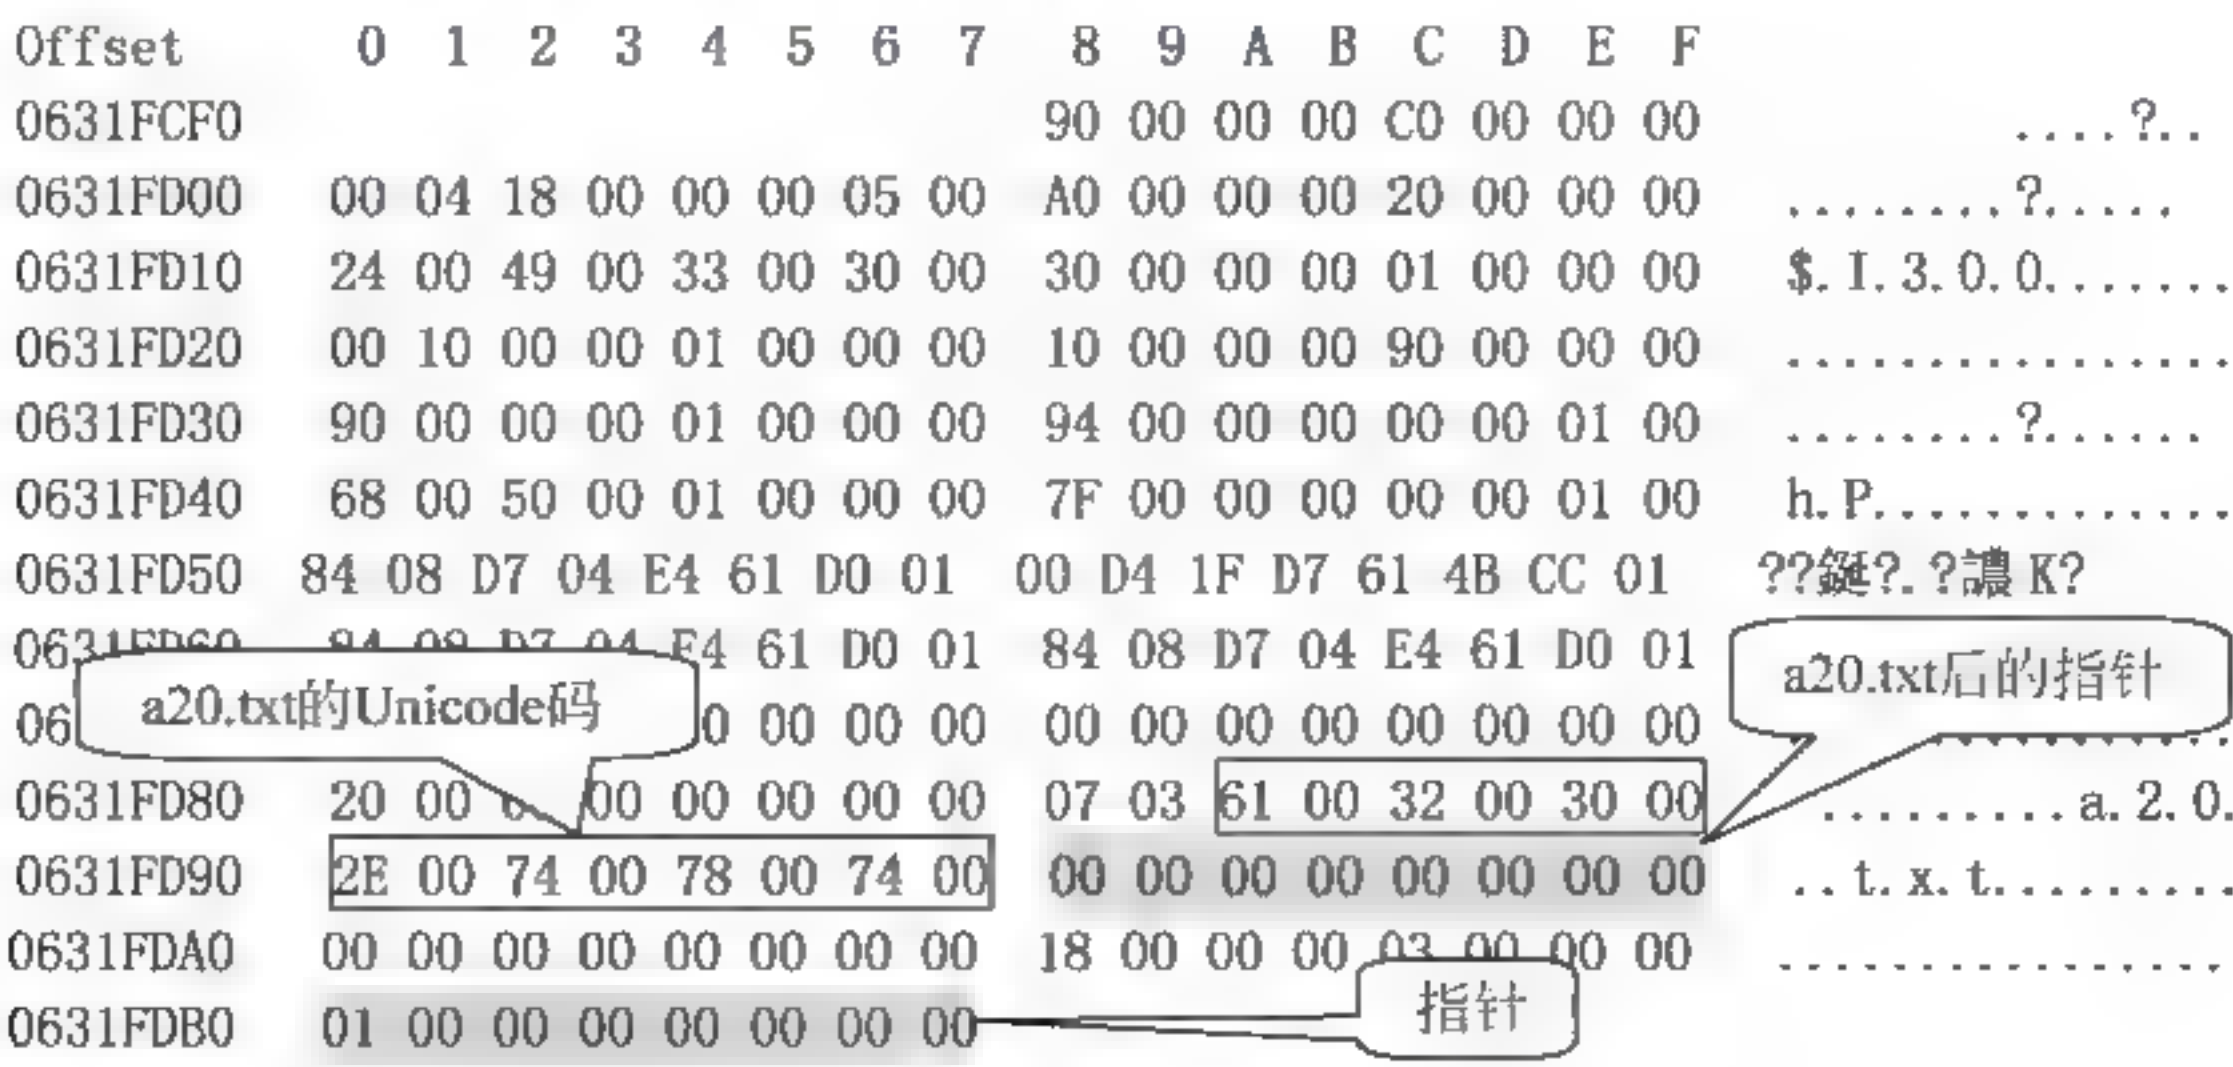 Offset 0 1 2 3 4 5 6 7 8 9 A B C D E F
0631FCF0 90 00 00 00 C0 00 00 00 ....?..
0631FD00 00 04 18 00 00 00 05 00 A0 00 00 00 20 00 00 00 ........?.....
0631FD10 24 00 49 00 33 00 30 00 30 00 00 00 01 00 00 00 $.I.3.0.0.......
0631FD20 00 10 00 00 01 00 00 00 10 00 00 00 90 00 00 00 ................
0631FD30 90 00 00 00 01 00 00 00 94 00 00 00 00 00 01 00 ........?......
0631FD40 68 00 50 00 01 00 00 00 7F 00 00 00 00 00 01 00 h.P.............
0631FD50 84 08 D7 04 E4 61 D0 01 00 D4 1F D7 61 4B CC 01 ??鋋?.?讔K?
0631FD60 84 08 D7 04 E4 61 D0 01 84 08 D7 04 E4 61 D0 01
a20.txt的Unicode码
a20.txt后的指针
06 0 00 00 00 00 00 00 00 00 00 00 00
0631FD80 20 00 00 00 00 00 00 07 03 61 00 32 00 30 00 .........a.2.0.
0631FD90 2E 00 74 00 78 00 74 00 00 00 00 00 00 00 00 00 ..t.x.t.........
0631FDA0 00 00 00 00 00 00 00 00 18 00 00 00 03 00 00 00 ................
0631FDB0 01 00 00 00 00 00 00 00
指针